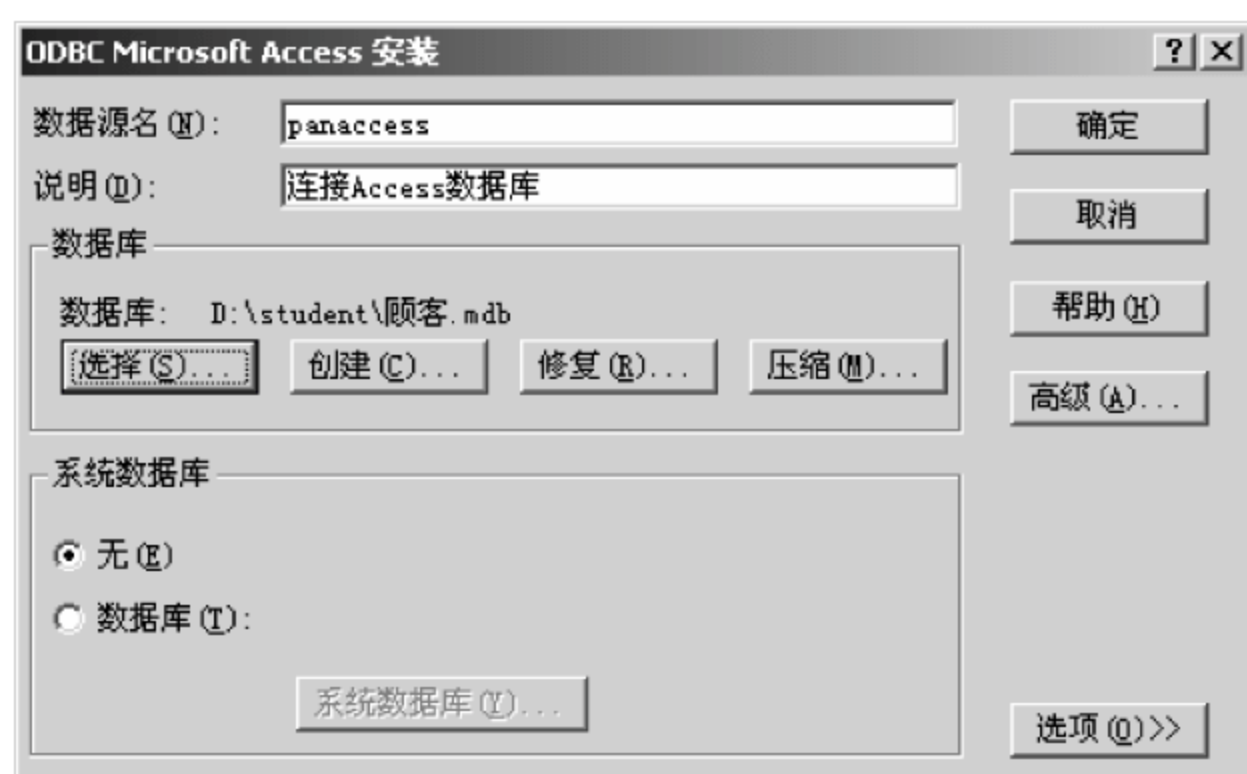 ODBC Microsoft Access 安装
数据源名(N): panaccess
确定
说明(D): 连接Access数据库
取消
数据库
数据库: D:\student\顾客.mdb
帮助(H)
选择(S)... 创建(C)... 修复(R)... 压缩(M)...
高级(A)...
系统数据库
无(E)
数据库(T):
系统数据库(Y)...
选项(O)>>